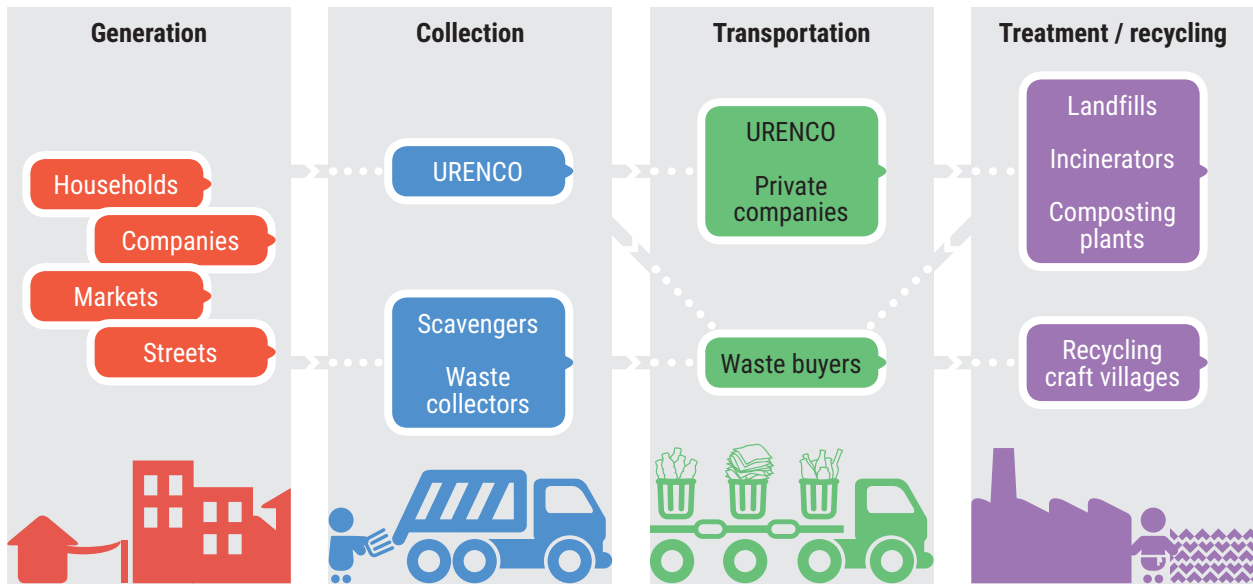 Generation
Households
Companies
Markets
Streets
Collection
URENCO
Scavengers
Waste
collectors
Transportation
URENCO
Private
companies
Waste buyers
Treatment / recycling
Landfills
Incinerators
Composting
plants
Recycling
craft villages